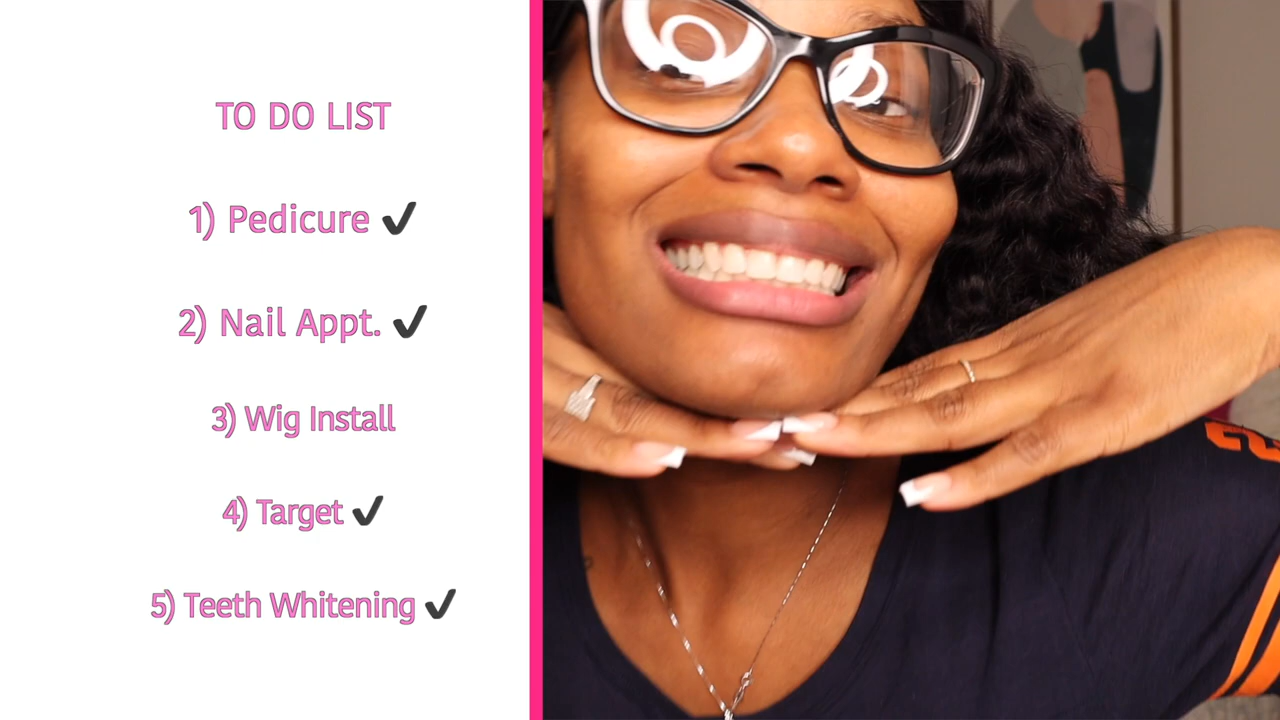 TO DO LIST
1) Pedicure ✔
2) Nail Appt. ✔
3) Wig Install
4) Target ✔
5) Teeth Whitening ✔